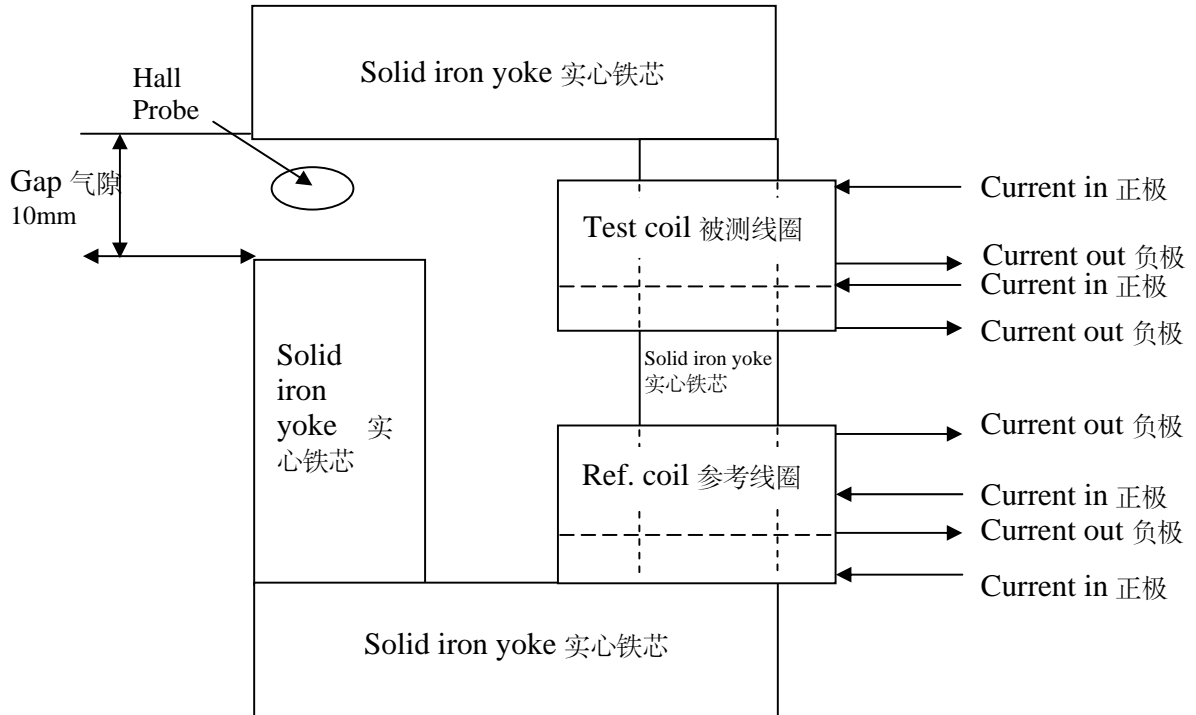 Solid iron yoke 实心铁芯
Hall
Probe
Gap 气隙
10mm
Current in 正极
Test coil 被测线圈
Current out 负极
Current in 正极
Current out 负极
Solid
iron
yoke 实
心铁芯
Solid iron yoke
实心铁芯
Current out 负极
Ref. coil 参考线圈
Current in 正极
Current out 负极
Current in 正极
Solid iron yoke 实心铁芯